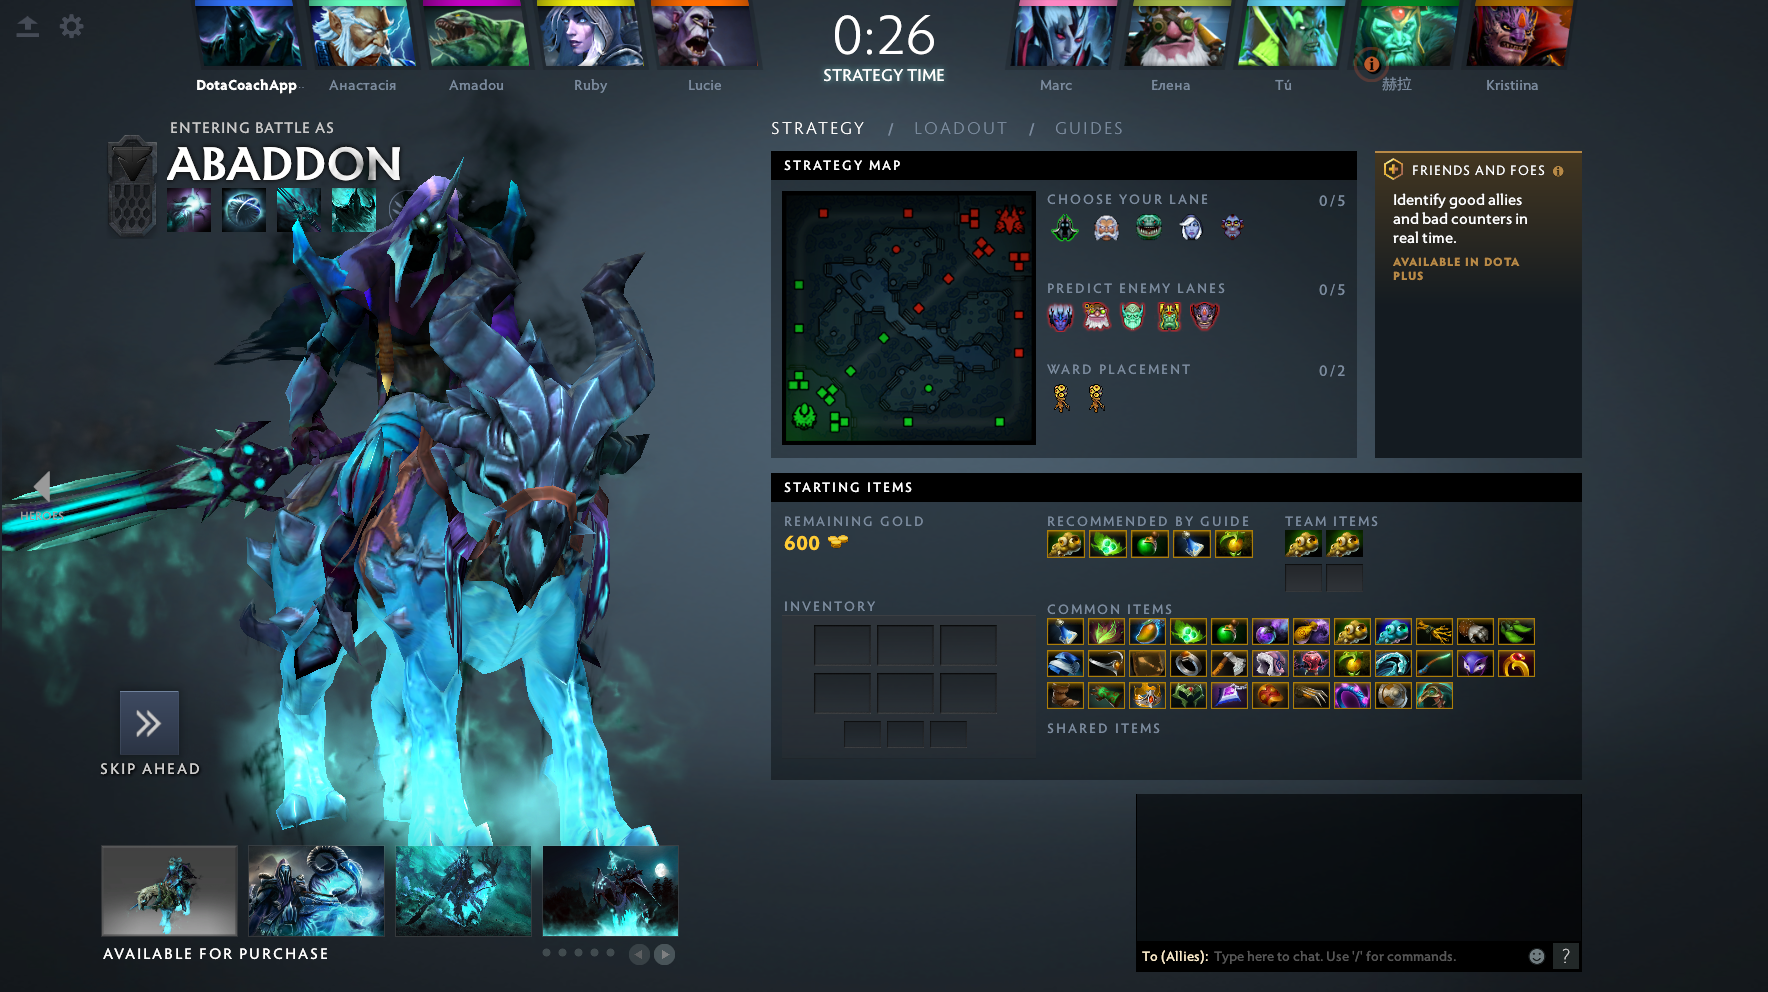 0:26
STRATEGY TIME
DotaCoachApp..
Анастасія
Amadou
Ruby
Lucie
Marc
Елена
Tú
赫拉
Kristiina
ENTERING BATTLE AS
ABADDON
STRATEGY / LOADOUT / GUIDES
STRATEGY MAP
CHOOSE YOUR LANE 0/5
PREDICT ENEMY LANES 0/5
WARD PLACEMENT 0/2
FRIENDS AND FOES
Identify good allies
and bad counters in
real time.
AVAILABLE IN DOTA
PLUS
HEROES
STARTING ITEMS
REMAINING GOLD
600
RECOMMENDED BY GUIDE
TEAM ITEMS
INVENTORY
COMMON ITEMS
SHARED ITEMS
SKIP AHEAD
AVAILABLE FOR PURCHASE
To (Allies): Type here to chat. Use '/' for commands.
?